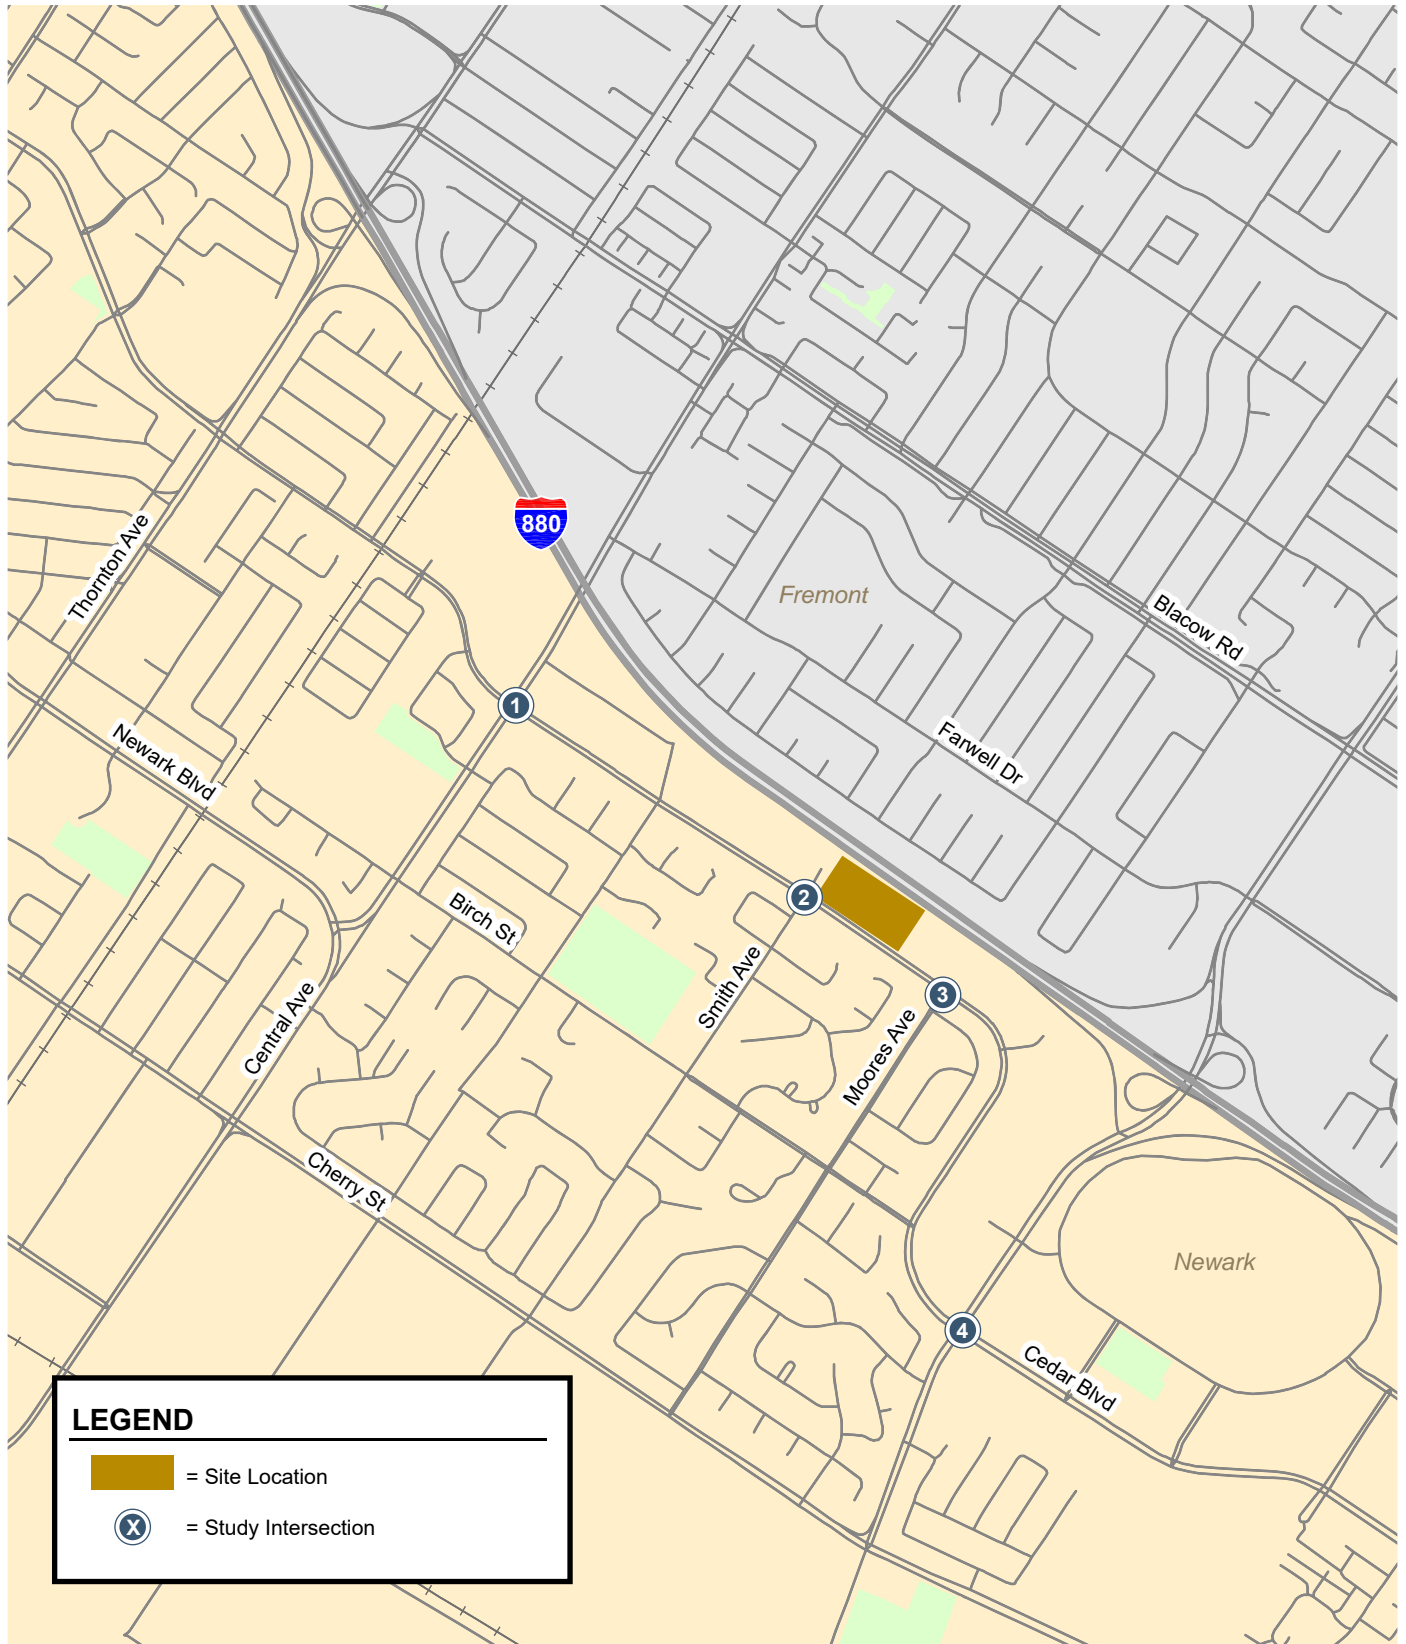 880
Thornton Ave
Fremont
Blacow Rd
1
Farwell Dr
Newark Blvd
2
Birch St
Smith Ave
3
Central Ave
Moores Ave
Cherry St
Newark
4
Cedar Blvd
LEGEND
= Site Location
X = Study Intersection